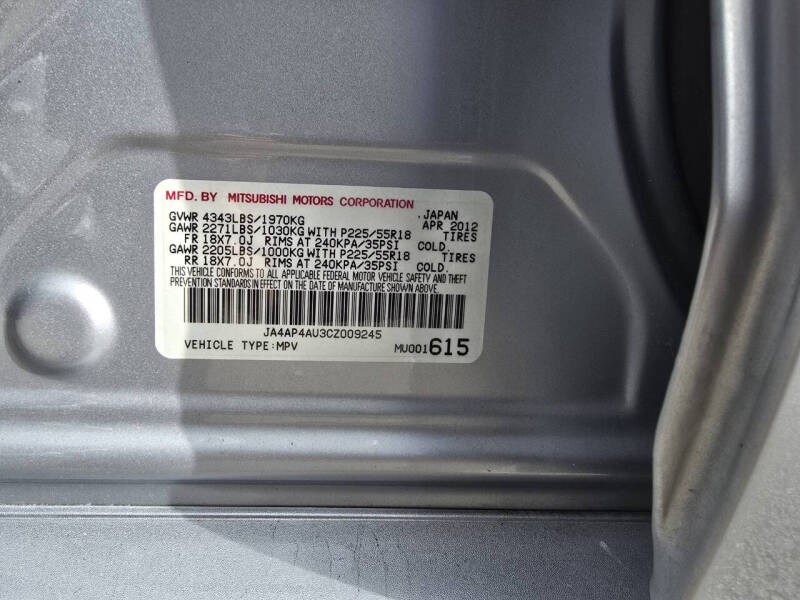 MFD. BY MITSUBISHI MOTORS CORPORATION
GVWR 4343LBS/1970KG JAPAN APR 2012
GAWR 2271LBS/1030KG WITH P225/55R18 TIRES
FR 18X7.0J RIMS AT 240KPA/35PSI COLD.
GAWR 2205LBS/1000KG WITH P225/55R18 TIRES
RR 18X7.0J RIMS AT 240KPA/35PSI COLD.
THIS VEHICLE CONFORMS TO ALL APPLICABLE FEDERAL MOTOR VEHICLE SAFETY AND THEFT
PREVENTION STANDARDS IN EFFECT ON THE DATE OF MANUFACTURE SHOWN ABOVE.
JA4AP4AU3CZ009245
VEHICLE TYPE:MPV MU001615